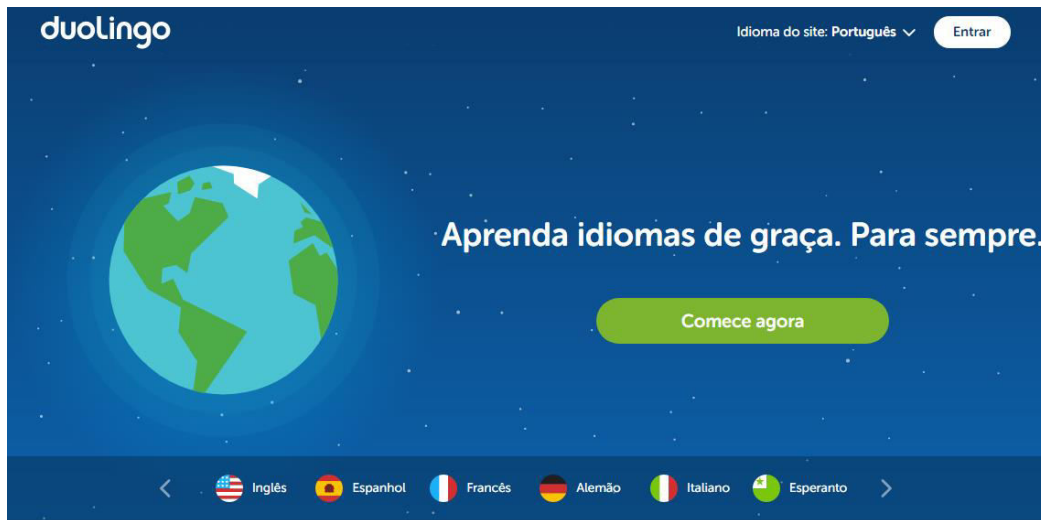 duolingo
Idioma do site: Português
Entrar
Aprenda idiomas de graça. Para sempre.
Comece agora
Inglês Espanhol Francês Alemão Italiano Esperanto